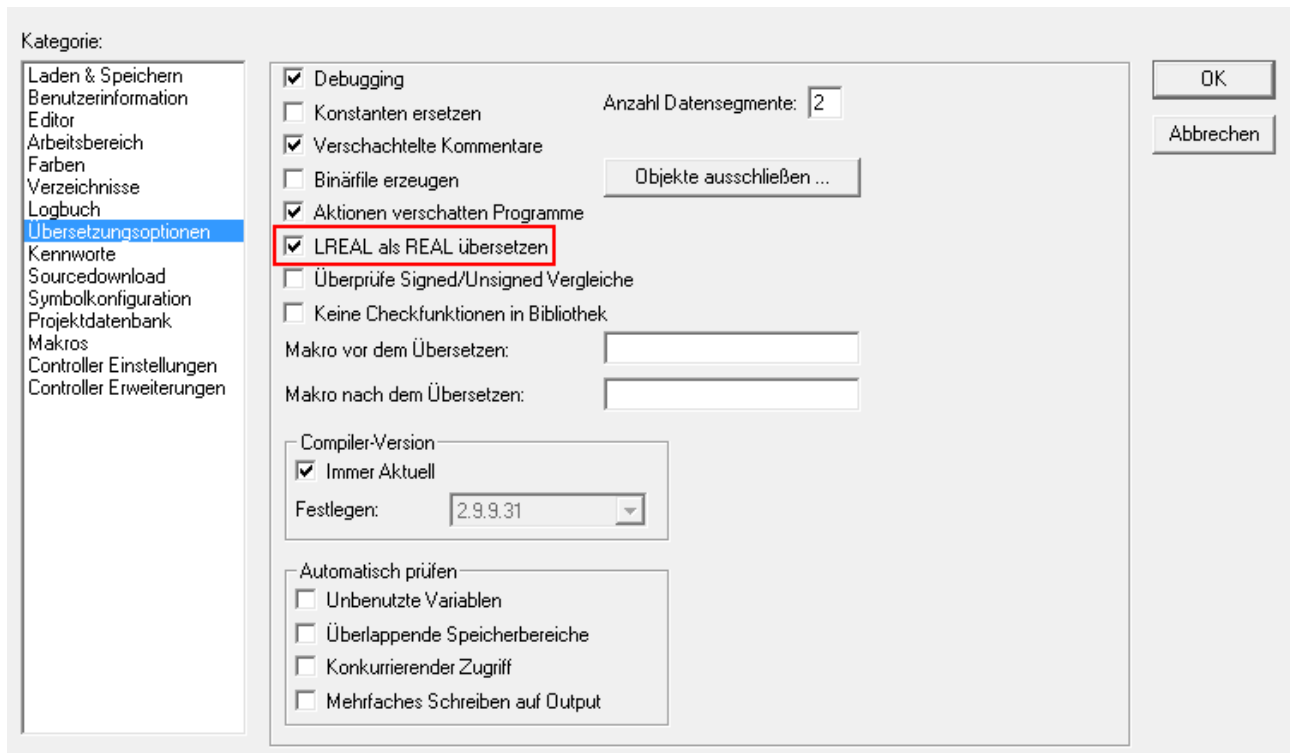 Kategorie:
Laden & Speichern
Benutzerinformation
Editor
Arbeitsbereich
Farben
Verzeichnisse
Logbuch
Übersetzungsoptionen
Kennworte
Sourcedownload
Symbolkonfiguration
Projektdatenbank
Makros
Controller Einstellungen
Controller Erweiterungen
Debugging
Konstanten ersetzen
Verschachtelte Kommentare
Binärfile erzeugen
Aktionen verschatten Programme
LREAL als REAL übersetzen
Überprüfe Signed/Unsigned Vergleiche
Keine Checkfunktionen in Bibliothek
Anzahl Datensegmente: 2
Objekte ausschließen ...
Makro vor dem Übersetzen:
Makro nach dem Übersetzen:
Compiler-Version
Immer Aktuell
Festlegen: 2.9.9.31
Automatisch prüfen
Unbenutzte Variablen
Überlappende Speicherbereiche
Konkurrierender Zugriff
Mehrfaches Schreiben auf Output
OK
Abbrechen